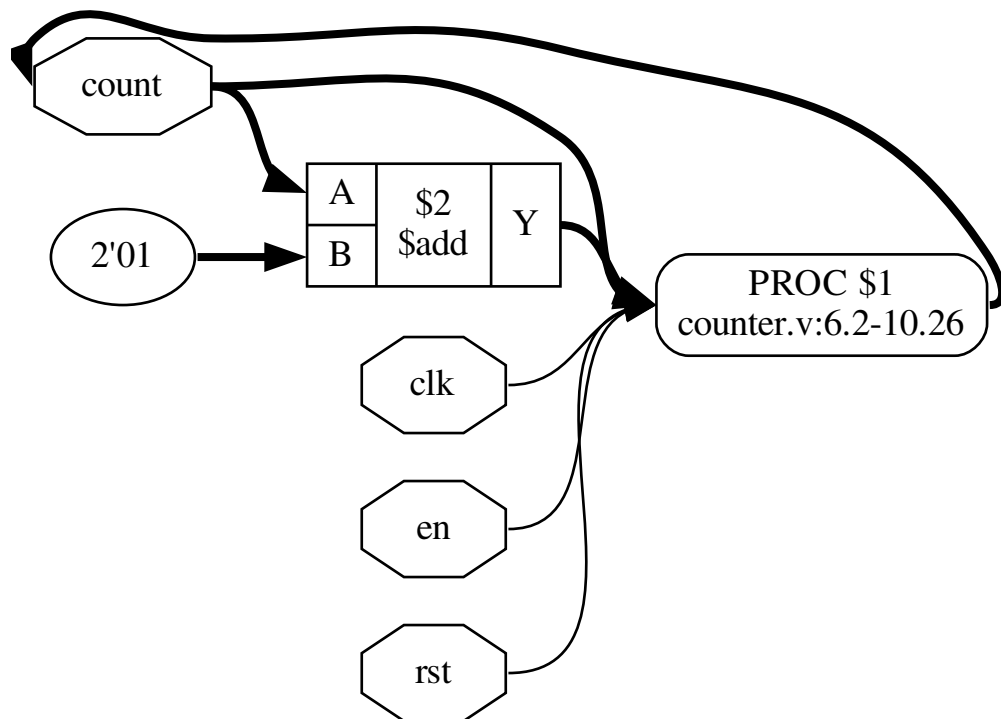 count
A
$2
$add
Y
2'01
B
PROC $1
counter.v:6.2-10.26
clk
en
rst